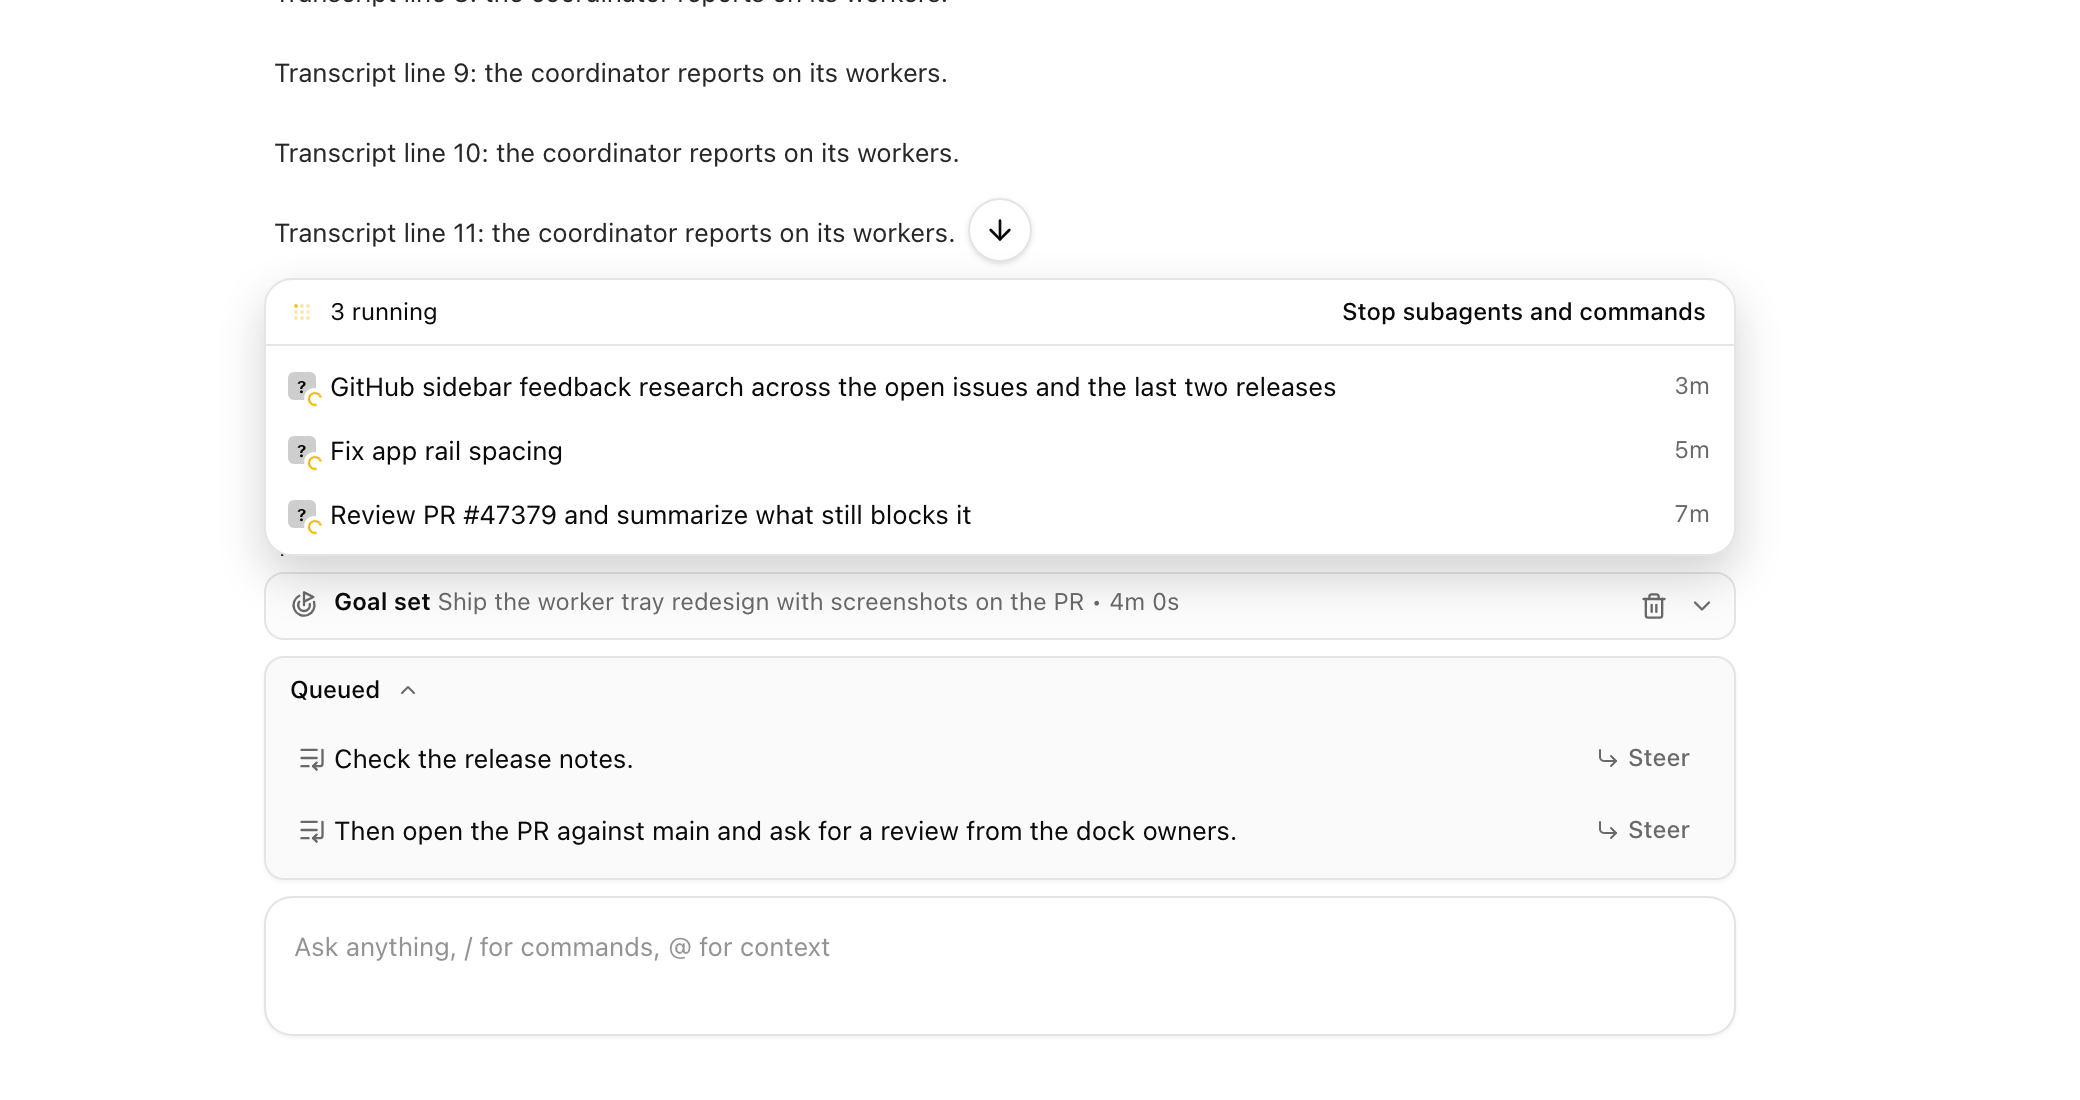 Transcript line 9: the coordinator reports on its workers.
Transcript line 10: the coordinator reports on its workers.
Transcript line 11: the coordinator reports on its workers.
3 running
Stop subagents and commands
? GitHub sidebar feedback research across the open issues and the last two releases 3m
? Fix app rail spacing 5m
? Review PR #47379 and summarize what still blocks it 7m
Goal set Ship the worker tray redesign with screenshots on the PR • 4m 0s
Queued
Check the release notes. Steer
Then open the PR against main and ask for a review from the dock owners. Steer
Ask anything, / for commands, @ for context